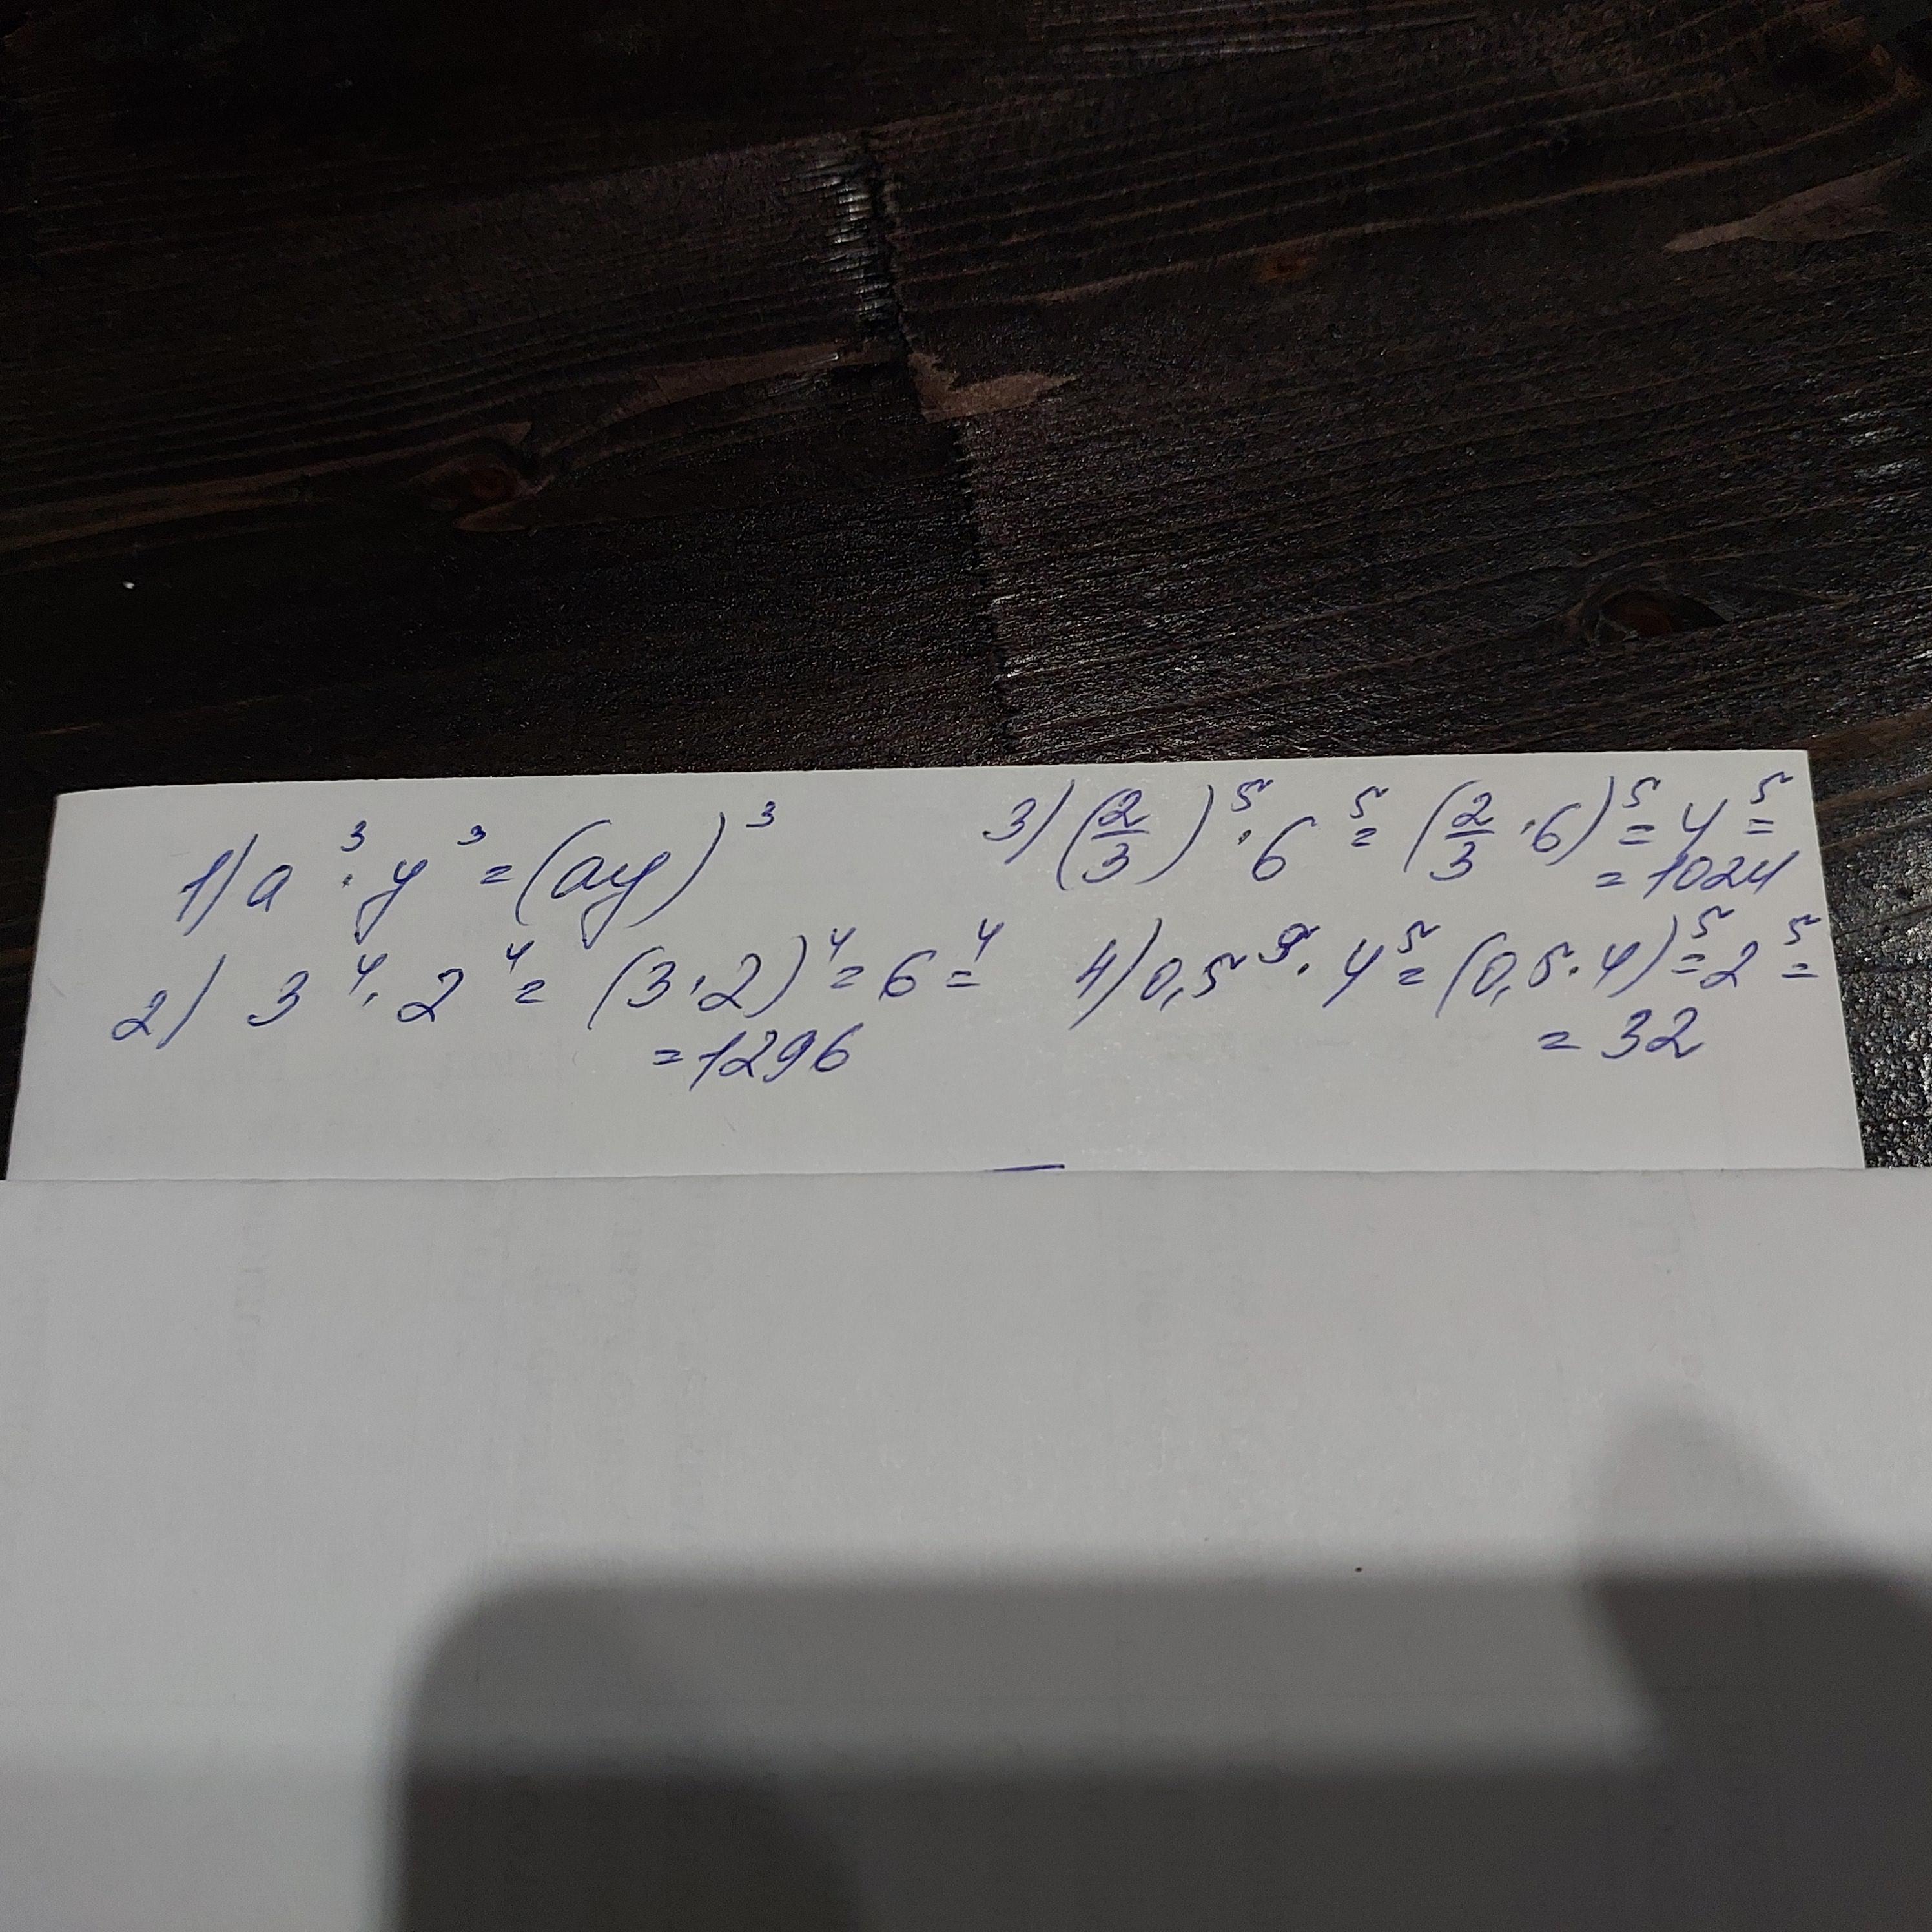 1) a³ · y³ = (ay)³
2) 3⁴ · 2⁴ = (3 · 2)⁴ = 6⁴ =
= 1296
3) (2/3)⁵ · 6⁵ = (2/3 · 6)⁵ = 4⁵ =
= 1024
4) 0,5⁵ · 4⁵ = (0,5 · 4)⁵ = 2⁵ =
= 32